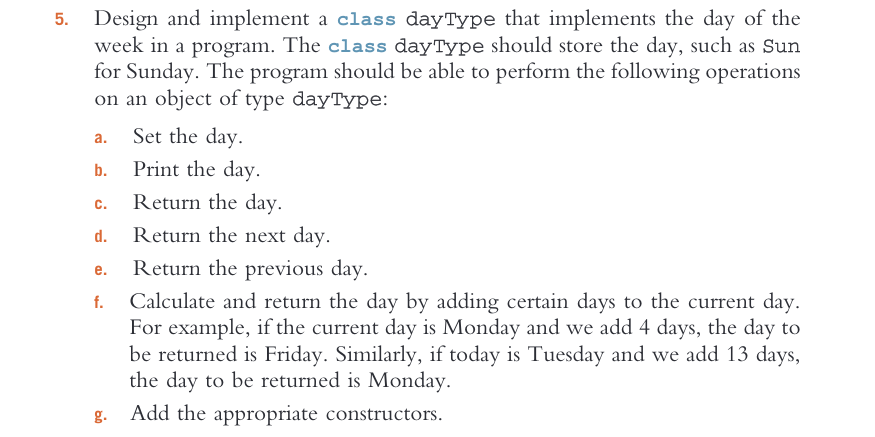 5. Design and implement a class dayType that implements the day of the
week in a program. The class dayType should store the day, such as Sun
for Sunday. The program should be able to perform the following operations
on an object of type dayType:
a. Set the day.
b. Print the day.
c. Return the day.
d. Return the next day.
e. Return the previous day.
f. Calculate and return the day by adding certain days to the current day.
For example, if the current day is Monday and we add 4 days, the day to
be returned is Friday. Similarly, if today is Tuesday and we add 13 days,
the day to be returned is Monday.
g. Add the appropriate constructors.